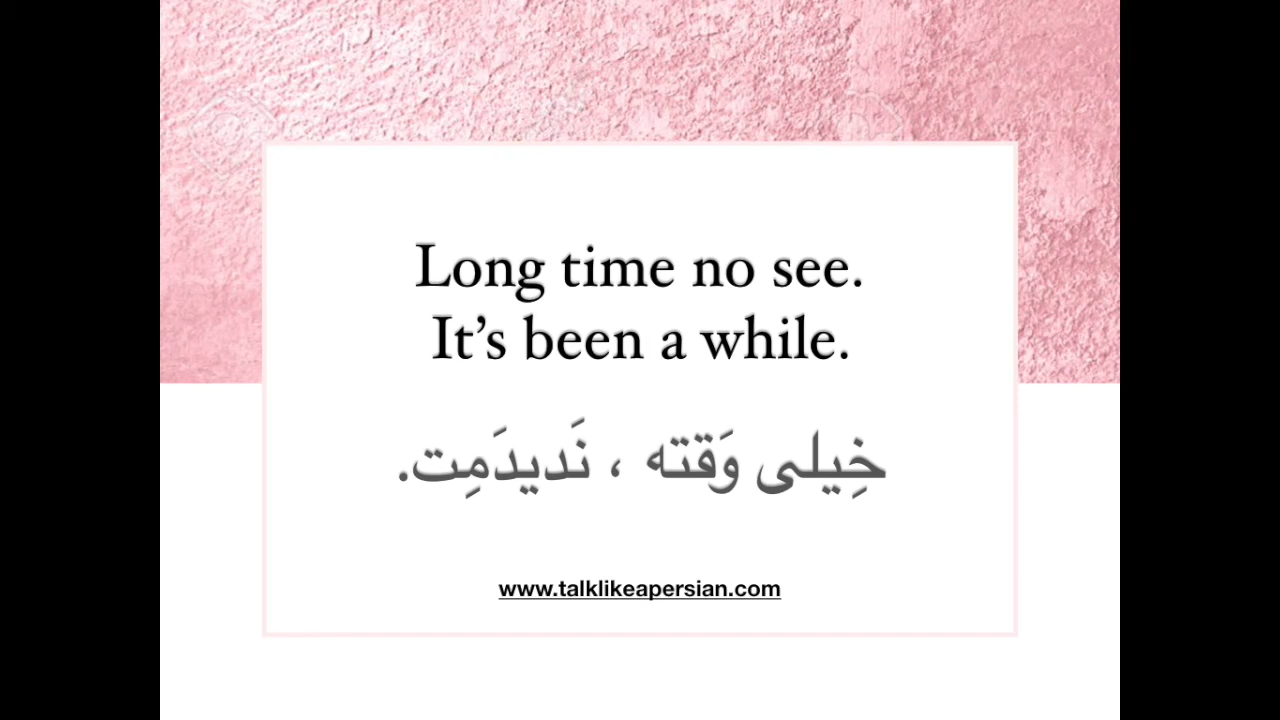 Long time no see.
It’s been a while.
خِیلی وَقته ، نَدیدَمِت.
www.talklikeapersian.com